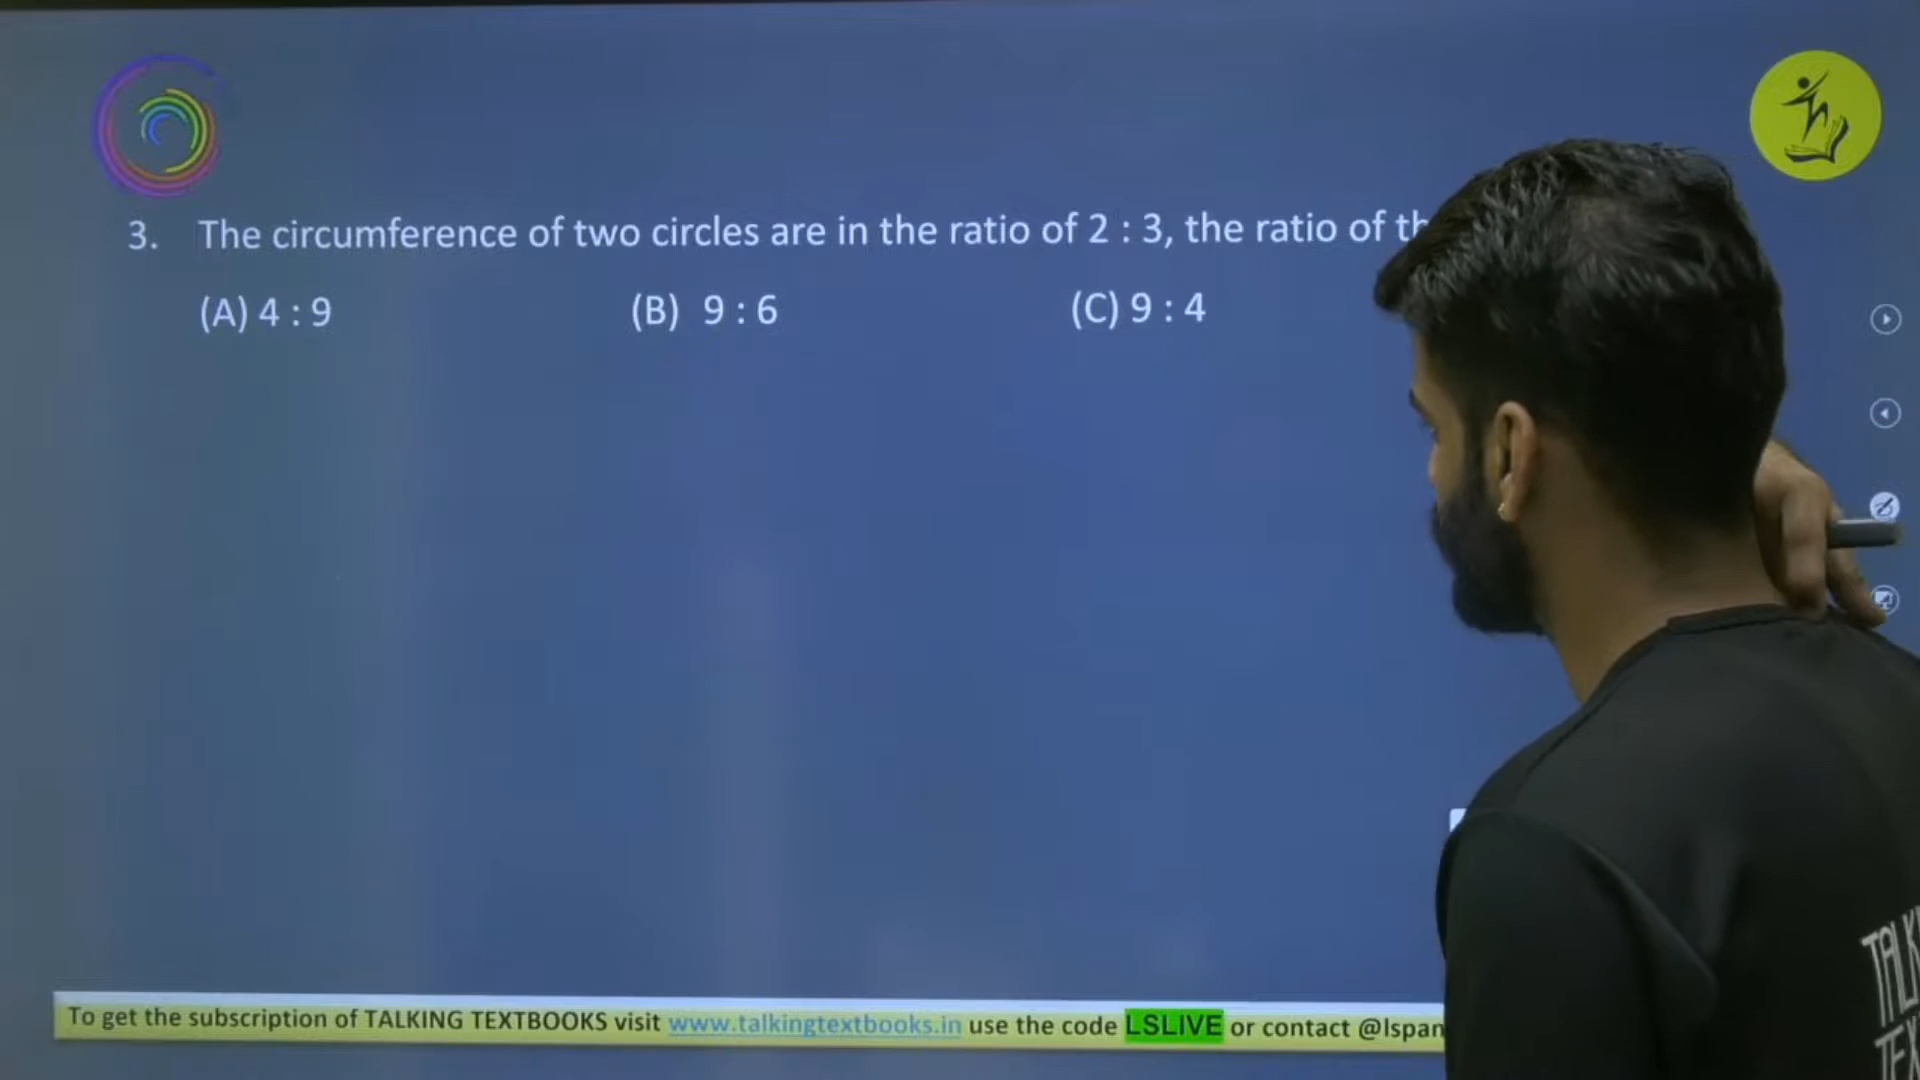 3. The circumference of two circles are in the ratio of 2 : 3, the ratio of
(A) 4 : 9 (B) 9 : 6 (C) 9 : 4
To get the subscription of TALKING TEXTBOOKS visit www.talkingtextbooks.in use the code LSLIVE or contact